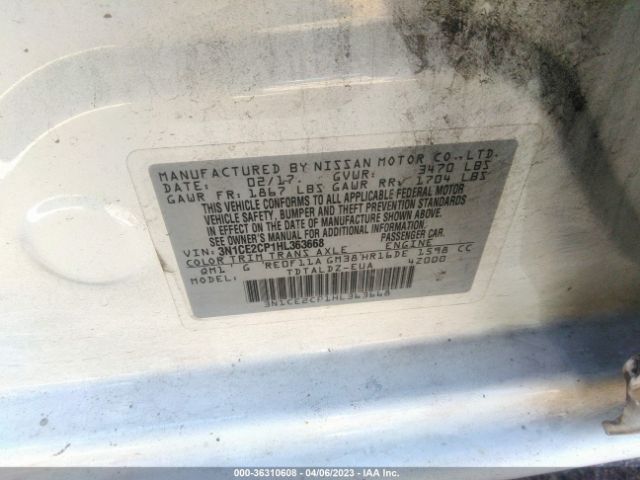 MANUFACTURED BY NISSAN MOTOR CO.,LTD.
DATE: 02/17. GVWR: 3470 LBS
GAWR FR: 1867 LBS GAWR RR: 1704 LBS
THIS VEHICLE CONFORMS TO ALL APPLICABLE FEDERAL MOTOR
VEHICLE SAFETY, BUMPER AND THEFT PREVENTION STANDARDS
IN EFFECT ON THE DATE OF MANUFACTURE SHOWN ABOVE.
SEE OWNER'S MANUAL FOR ADDITIONAL INFORMATION.
VIN: 3N1CE2CP1HL363668 PASSENGER CAR.
COLOR TRIM TRANS AXLE ENGINE
QM1 G RE0F11A GM38 HR16DE 1598 CC
MODEL: TDTALDZ-EUA 42000
3N1CE2CP1HL363668
000-36310608 - 04/06/2023 - IAA Inc.